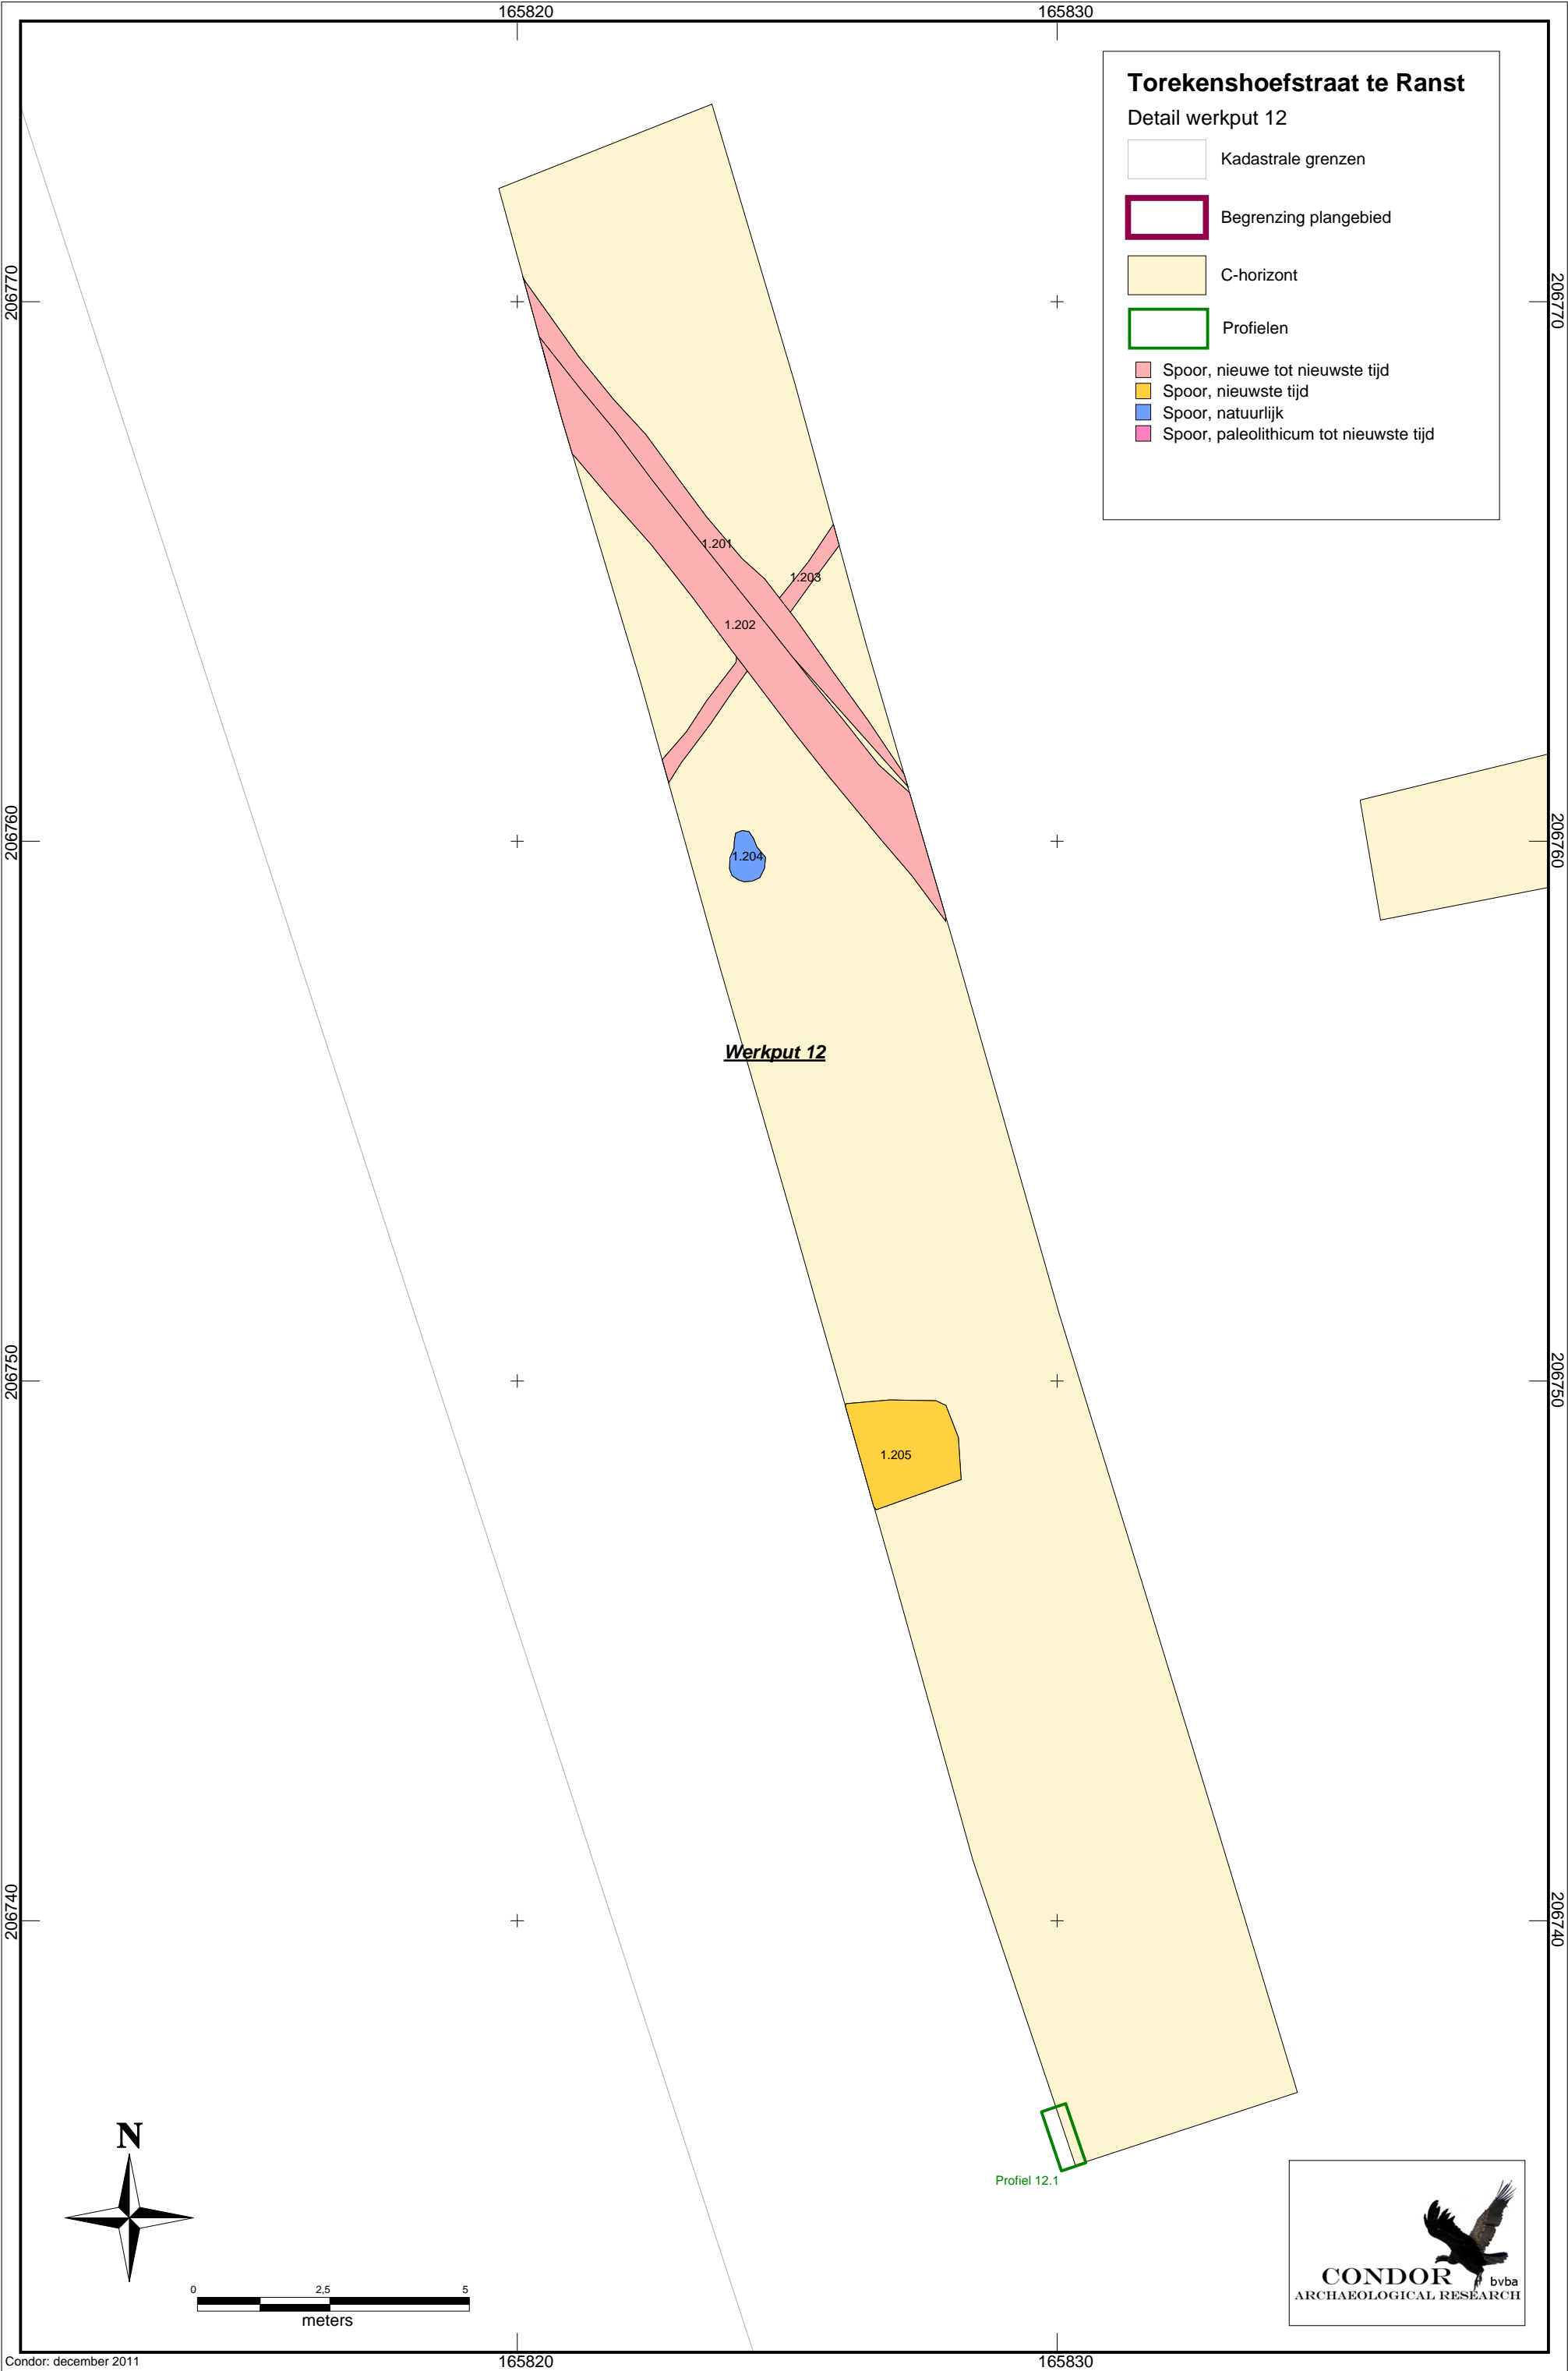 165820
165830
Torekenshoefstraat te Ranst
Detail werkput 12
Kadastrale grenzen
Begrenzing plangebied
C-horizont
Profielen
Spoor, nieuwe tot nieuwste tijd
Spoor, nieuwste tijd
Spoor, natuurlijk
Spoor, paleolithicum tot nieuwste tijd
206770
206770
1.201
1.203
1.202
206760
206760
1.204
Werkput 12
206750
206750
1.205
206740
206740
N
Profiel 12.1
0 2,5 5
meters
CONDOR bvba
ARCHAEOLOGICAL RESEARCH
Condor: december 2011
165820
165830